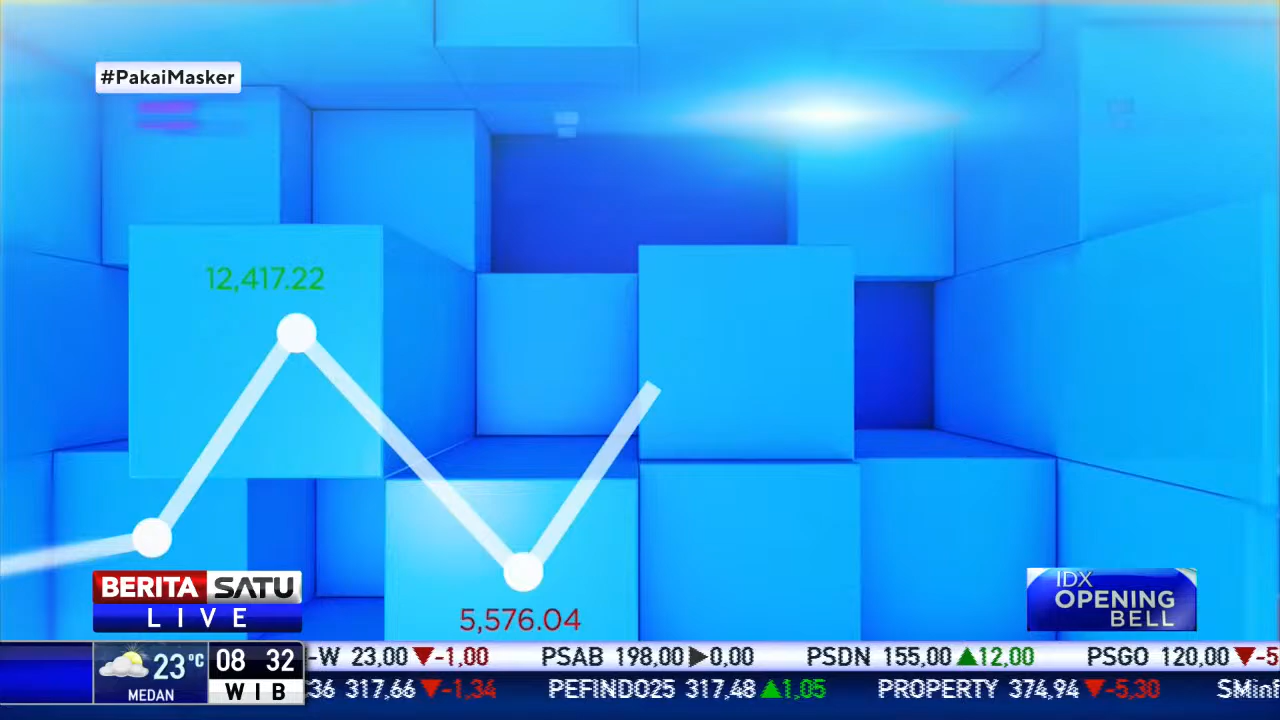 #PakaiMasker
12,417.22
5,576.04
BERITA SATU
LIVE
IDX
OPENING
BELL
23°C
MEDAN
08 32
WIB
-W 23,00 ▼-1,00 PSAB 198,00 ▶0,00 PSDN 155,00 ▲12,00 PSGO 120,00 ▼-5
36 317,66 ▼-1,34 PEFINDO25 317,48 ▲1,05 PROPERTY 374,94 ▼-5,30 SMinf